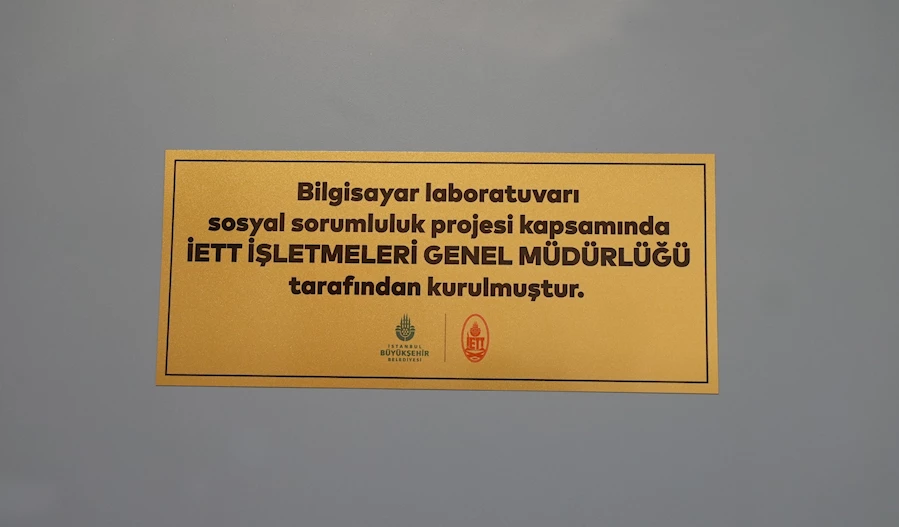 Bilgisayar laboratuvarı
sosyal sorumluluk projesi kapsamında
İETT İŞLETMELERİ GENEL MÜDÜRLÜĞÜ
tarafından kurulmuştur.
İSTANBUL
BÜYÜKŞEHİR
BELEDİYESİ
İETT